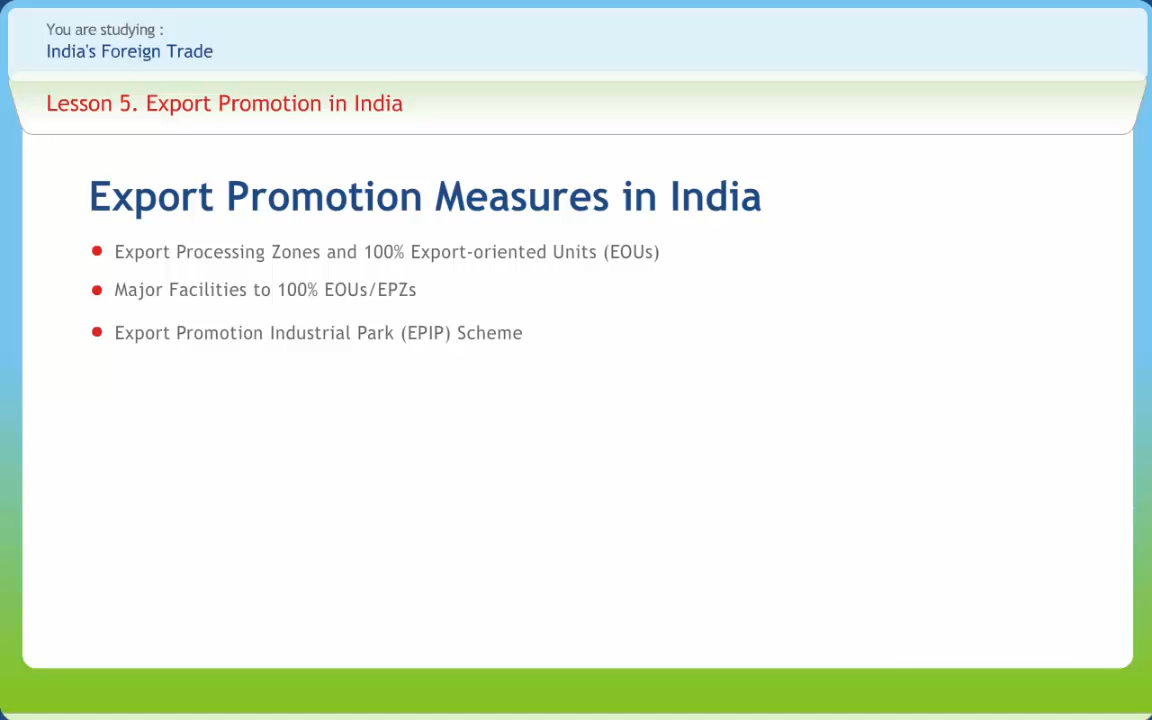 You are studying :
India's Foreign Trade
Lesson 5. Export Promotion in India
Export Promotion Measures in India
Export Processing Zones and 100% Export-oriented Units (EOUs)
Major Facilities to 100% EOUs/EPZs
Export Promotion Industrial Park (EPIP) Scheme